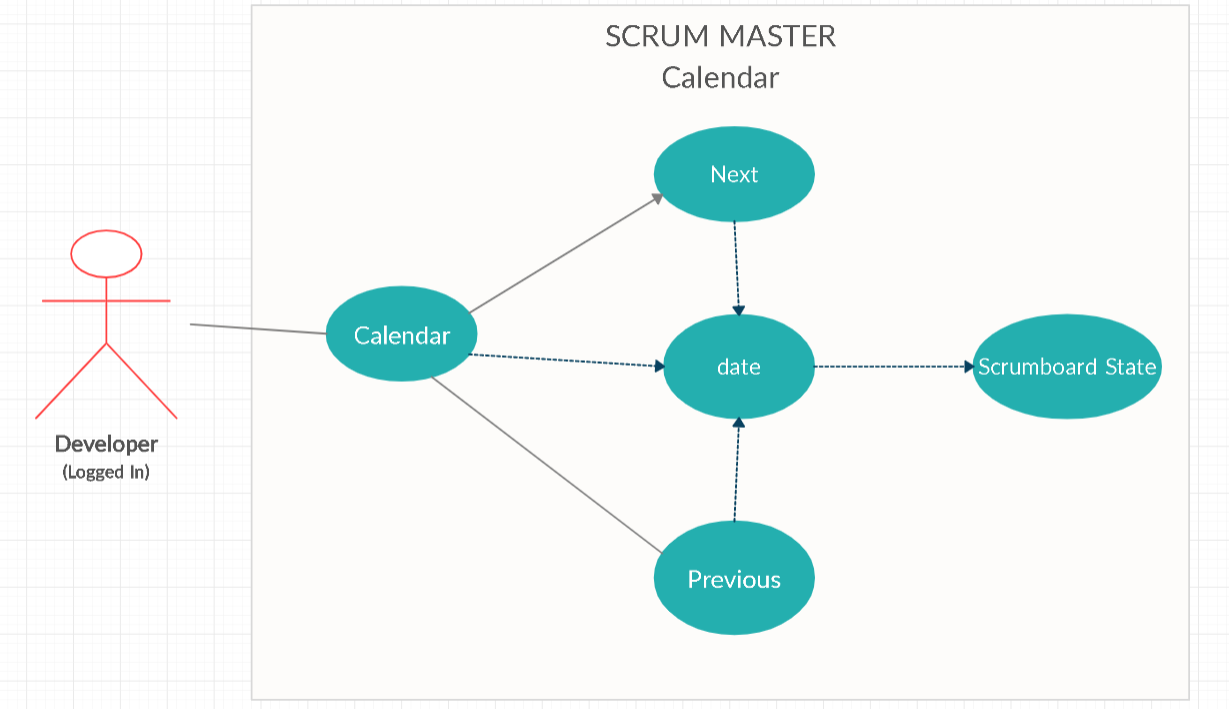 SCRUM MASTER
Calendar
Next
Calendar
date
Scrumboard State
Developer
(Logged In)
Previous